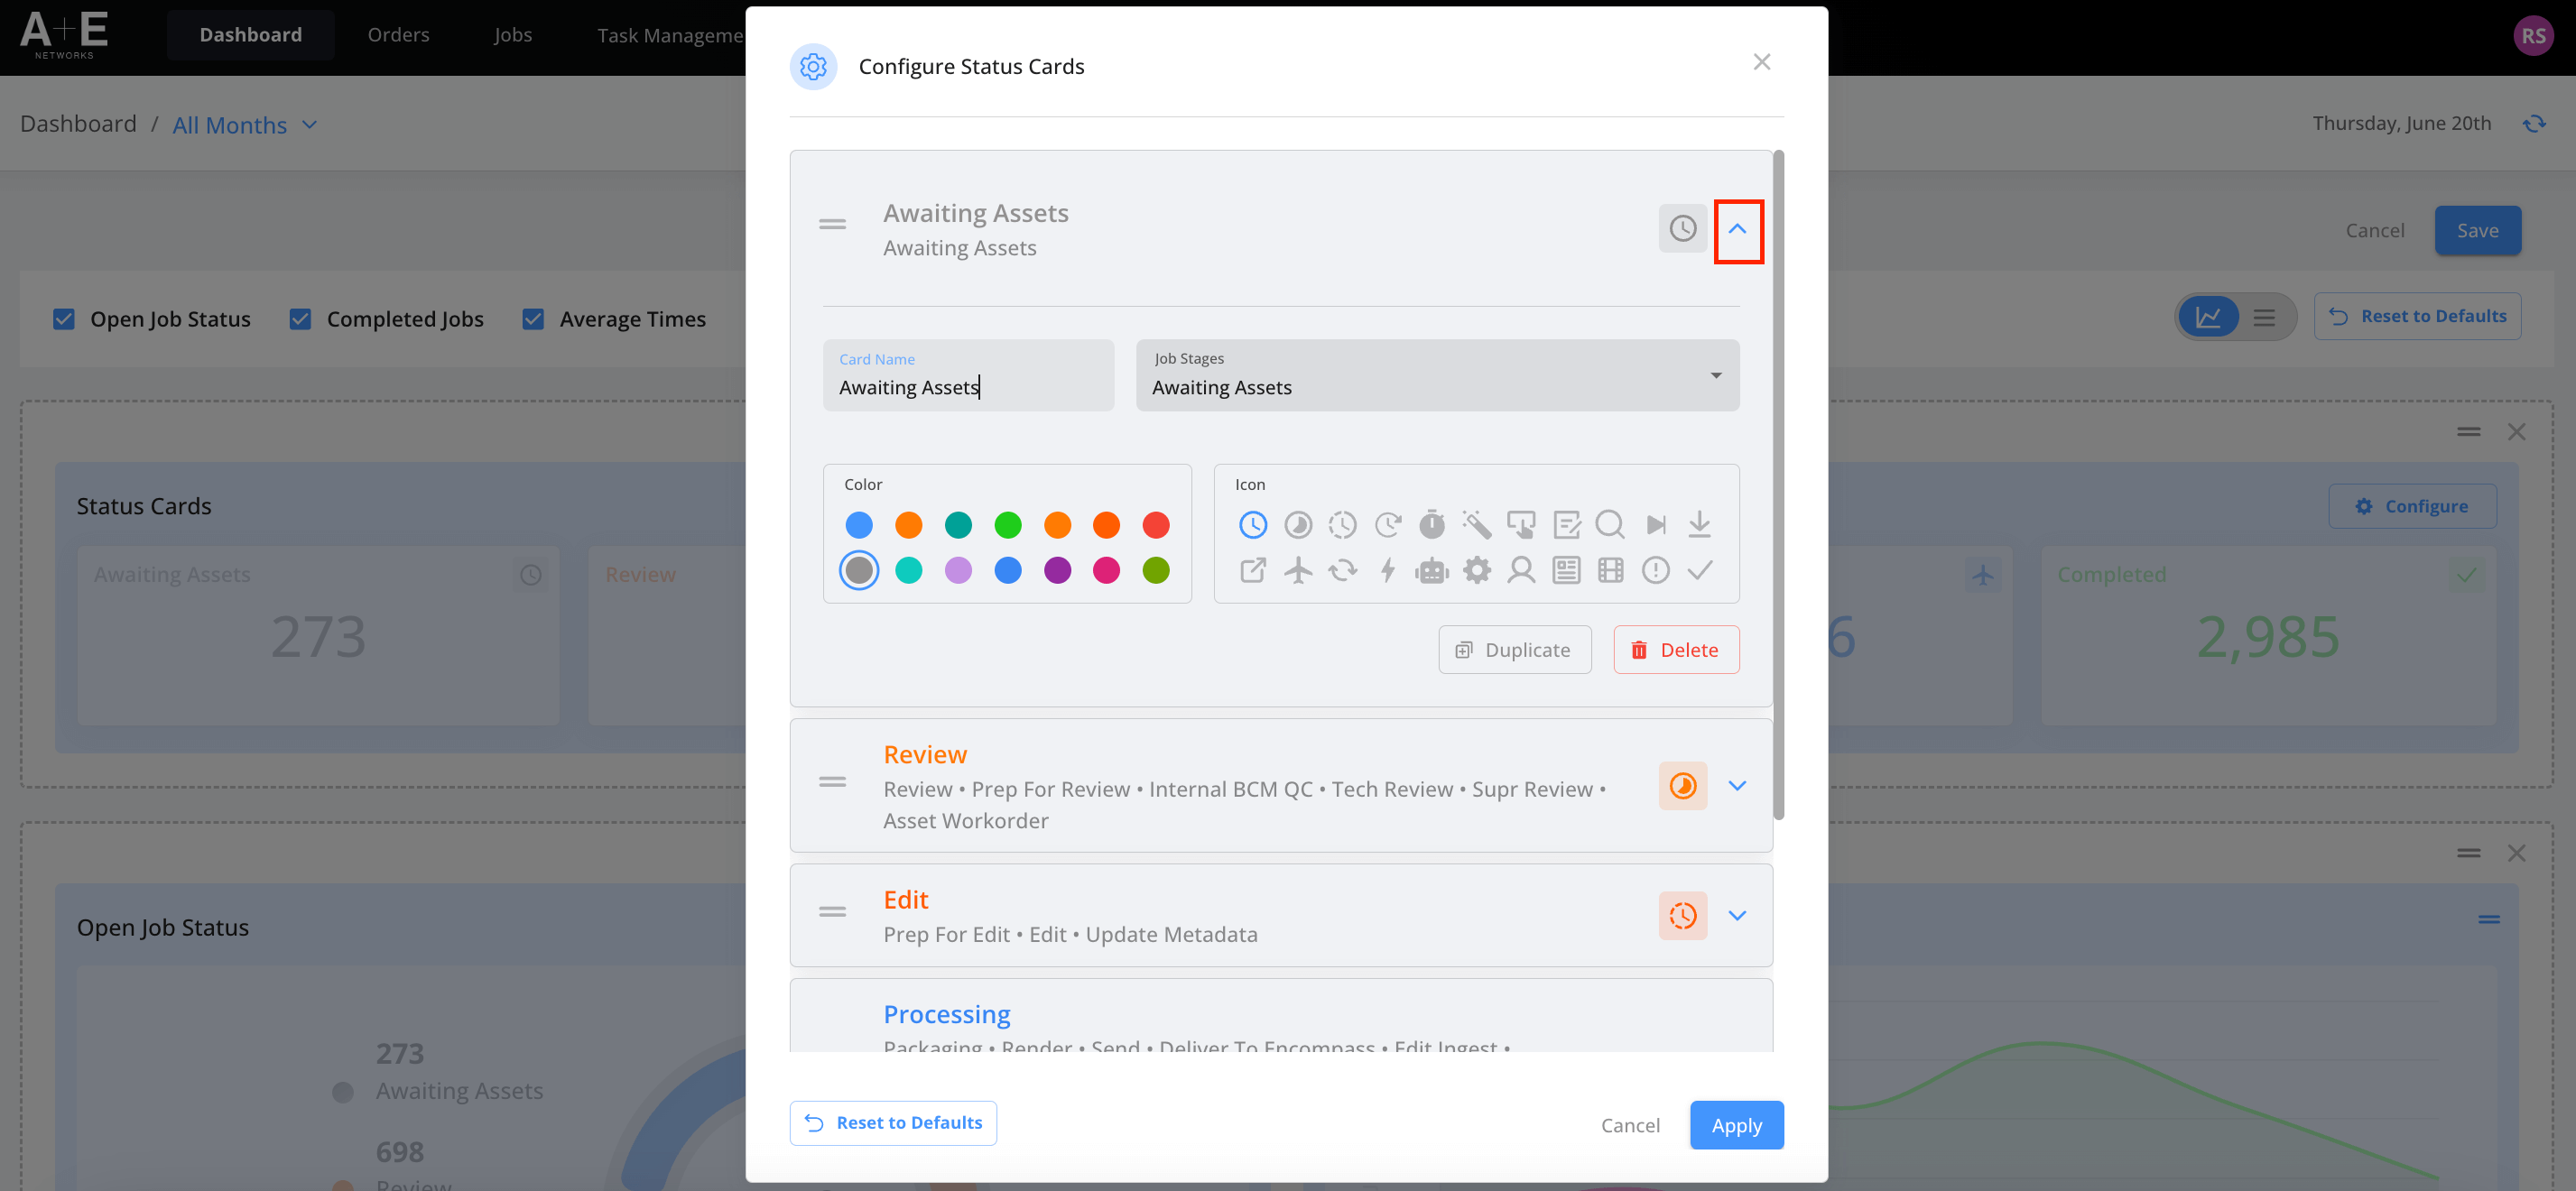 A+E
NETWORKS
Dashboard
Orders
Jobs
Task Manageme
RS
Dashboard / All Months
Thursday, June 20th
Cancel
Save
Open Job Status
Completed Jobs
Average Times
Reset to Defaults
Status Cards
Configure
Awaiting Assets
273
Review
6
Completed
2,985
Open Job Status
273
Awaiting Assets
698
Review
Configure Status Cards
Awaiting Assets
Awaiting Assets
Card Name
Awaiting Assets
Job Stages
Awaiting Assets
Color
Icon
Duplicate
Delete
Review
Review • Prep For Review • Internal BCM QC • Tech Review • Supr Review •
Asset Workorder
Edit
Prep For Edit • Edit • Update Metadata
Processing
Packaging • Render • Send • Deliver To Encompass • Edit Ingest •
Reset to Defaults
Cancel
Apply